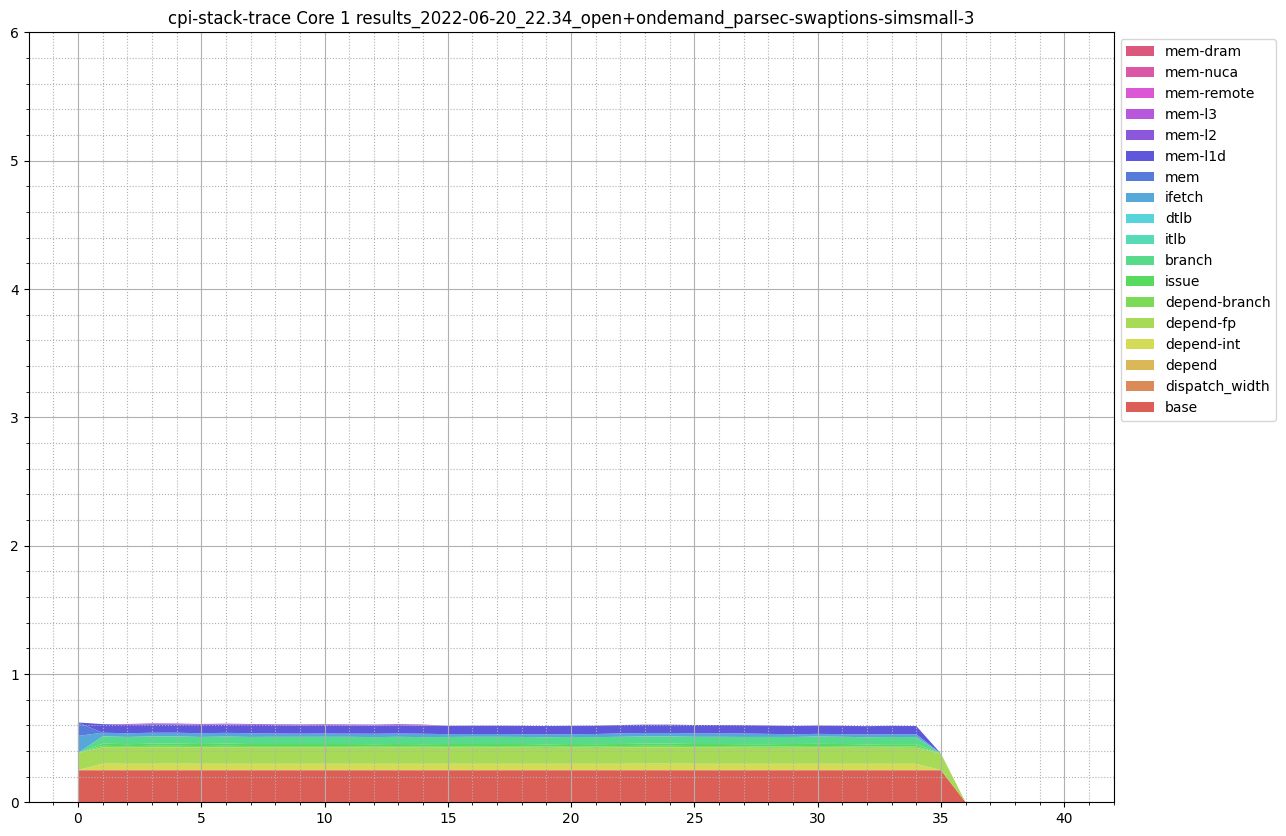 cpi-stack-trace Core 1 results_2022-06-20_22.34_open+ondemand_parsec-swaptions-simsmall-3
6
5
4
3
2
1
0
0 5 10 15 20 25 30 35 40
mem-dram
mem-nuca
mem-remote
mem-l3
mem-l2
mem-l1d
mem
ifetch
dtlb
itlb
branch
issue
depend-branch
depend-fp
depend-int
depend
dispatch_width
base